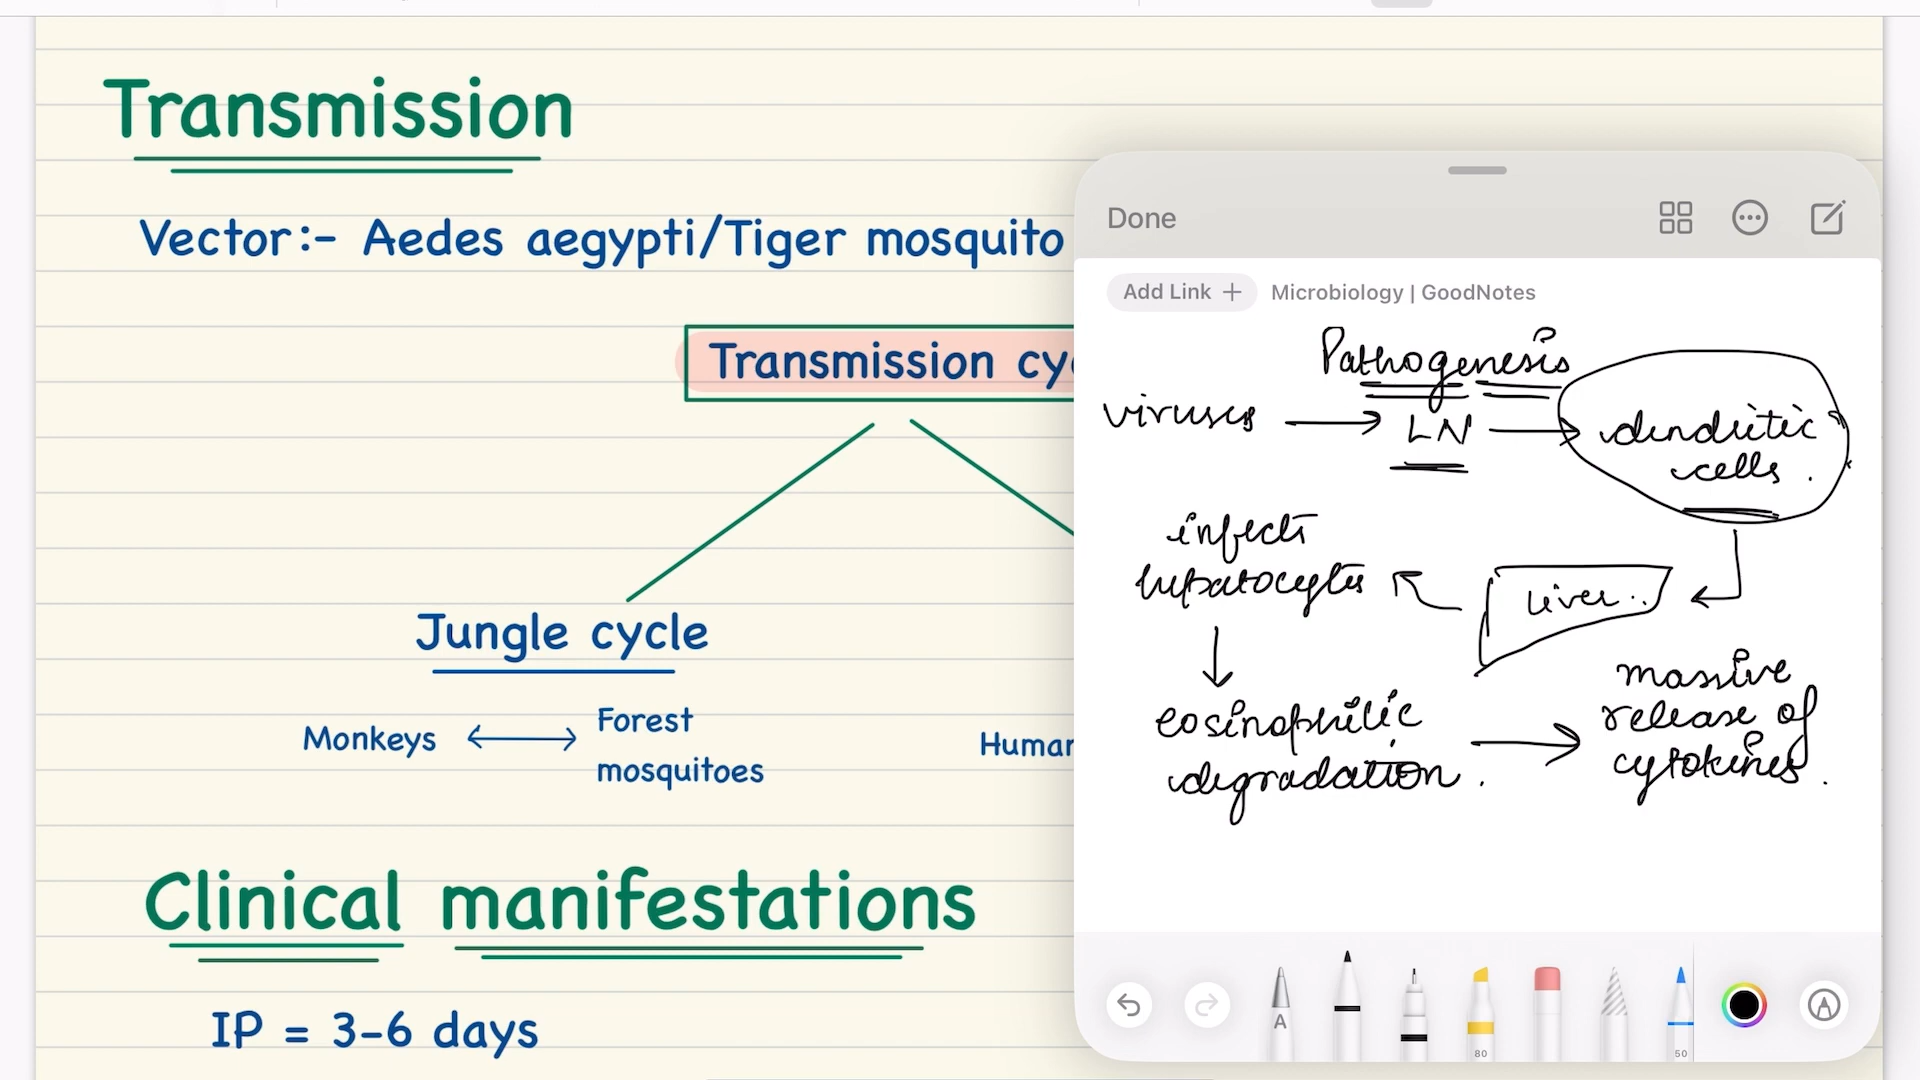 Transmission
Vector:- Aedes aegypti/Tiger mosquito
Transmission cy
Jungle cycle
Monkeys
Forest
mosquitoes
Human
Clinical manifestations
IP = 3-6 days
Done
Add Link +
Microbiology | GoodNotes
Pathogenesis
viruses
LN
dendritic
cells.
liver..
infects
hepatocytes
eosinophilic
degradation.
massive
release of
cytokines.
A
80
50